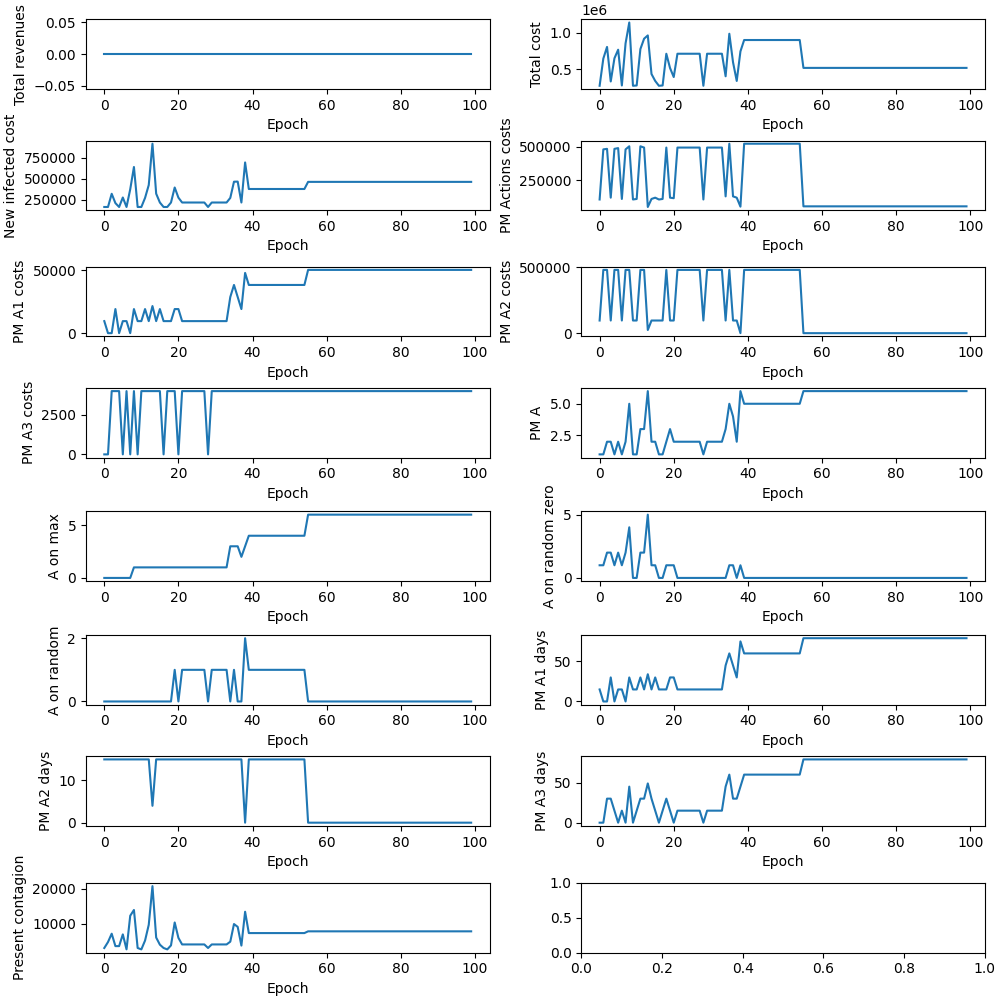 Total revenues
0.05
0.00
−0.05
0 20 40 60 80 100
Epoch
1e6
Total cost
1.0
0.5
0 20 40 60 80 100
Epoch
New infected cost
750000
500000
250000
0 20 40 60 80 100
Epoch
PM Actions costs
500000
250000
0 20 40 60 80 100
Epoch
PM A1 costs
50000
0
0 20 40 60 80 100
Epoch
PM A2 costs
500000
0
0 20 40 60 80 100
Epoch
PM A3 costs
2500
0
0 20 40 60 80 100
Epoch
PM A
5.0
2.5
0 20 40 60 80 100
Epoch
A on max
5
0
0 20 40 60 80 100
Epoch
A on random zero
5
0
0 20 40 60 80 100
Epoch
A on random
2
0
0 20 40 60 80 100
Epoch
PM A1 days
50
0
0 20 40 60 80 100
Epoch
PM A2 days
10
0
0 20 40 60 80 100
Epoch
PM A3 days
50
0
0 20 40 60 80 100
Epoch
Present contagion
20000
10000
0 20 40 60 80 100
Epoch
1.0
0.5
0.0
0.0 0.2 0.4 0.6 0.8 1.0